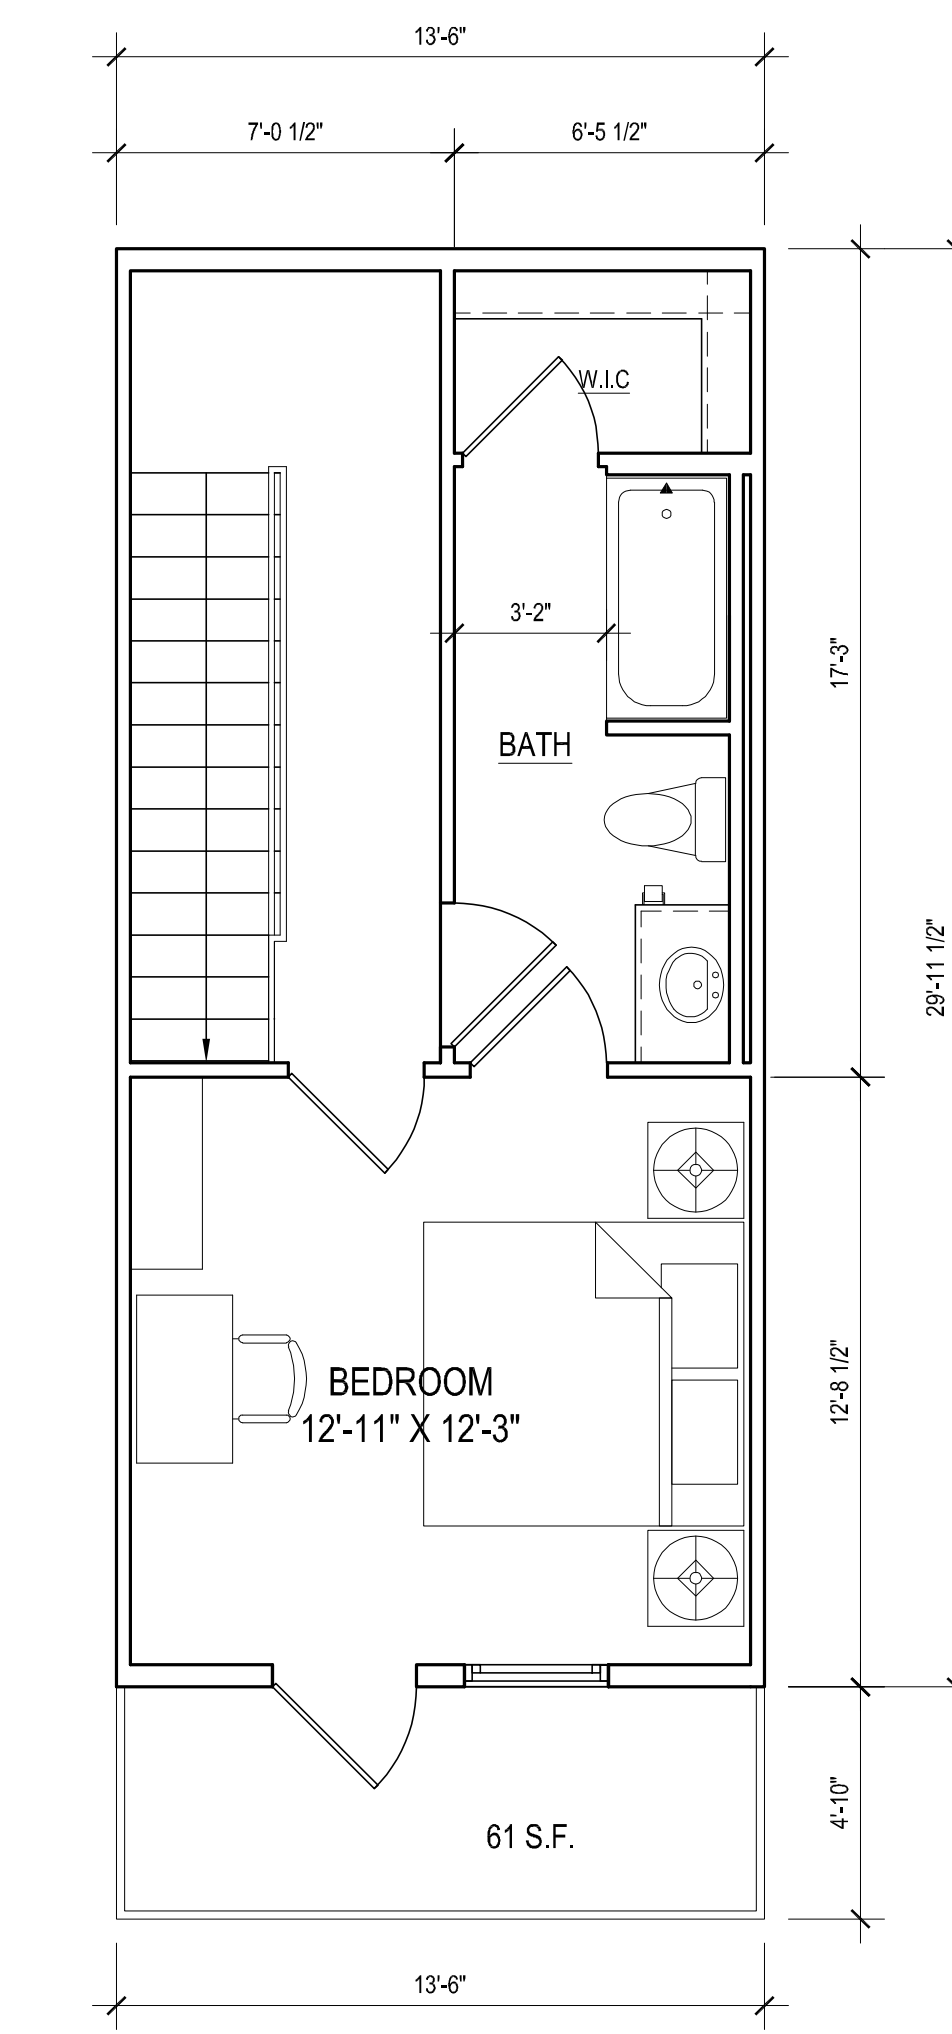 13'-6"
7'-0 1/2"
6'-5 1/2"
W.I.C
3'-2"
17'-3"
BATH
29'-11 1/2"
BEDROOM
12'-11" X 12'-3"
12'-8 1/2"
4'-10"
61 S.F.
13'-6"